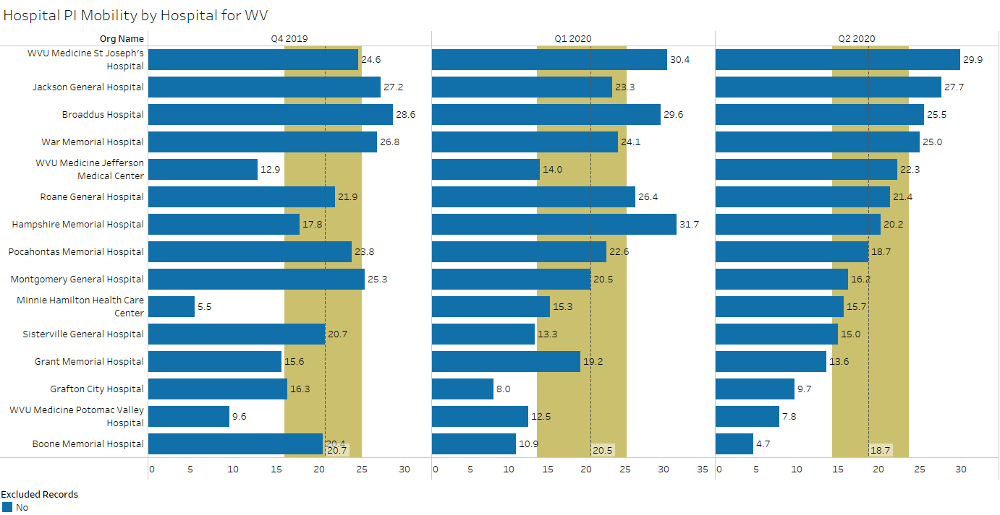 Hospital PI Mobility by Hospital for WV
Org Name Q4 2019 Q1 2020 Q2 2020
WVU Medicine St Joseph's
Hospital 24.6 30.4 29.9
Jackson General Hospital 27.2 23.3 27.7
Broaddus Hospital 28.6 29.6 25.5
War Memorial Hospital 26.8 24.1 25.0
WVU Medicine Jefferson
Medical Center 12.9 14.0 22.3
Roane General Hospital 21.9 26.4 21.4
Hampshire Memorial Hospital 17.8 31.7 20.2
Pocahontas Memorial Hospital 23.8 22.6 18.7
Montgomery General Hospital 25.3 20.5 16.2
Minnie Hamilton Health Care
Center 5.5 15.3 15.7
Sisterville General Hospital 20.7 13.3 15.0
Grant Memorial Hospital 15.6 19.2 13.6
Grafton City Hospital 16.3 8.0 9.7
WVU Medicine Potomac Valley
Hospital 9.6 12.5 7.8
Boone Memorial Hospital 20.4 10.9 4.7
20.7 20.5 18.7
0 5 10 15 20 25 30 0 5 10 15 20 25 30 35 0 5 10 15 20 25 30
Excluded Records
No